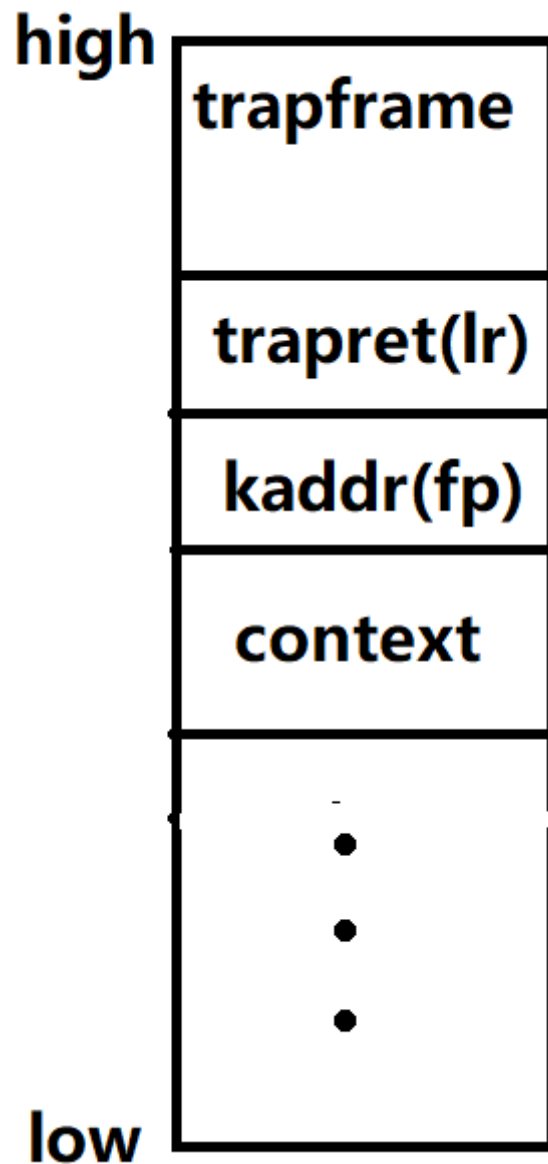 high
trapframe
trapret(lr)
kaddr(fp)
context
low